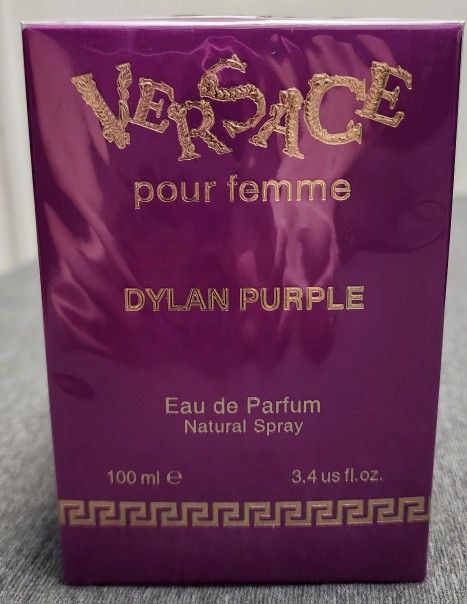 VERSACE
pour femme
DYLAN PURPLE
Eau de Parfum
Natural Spray
100 ml ℮ 3.4 us fl.oz.